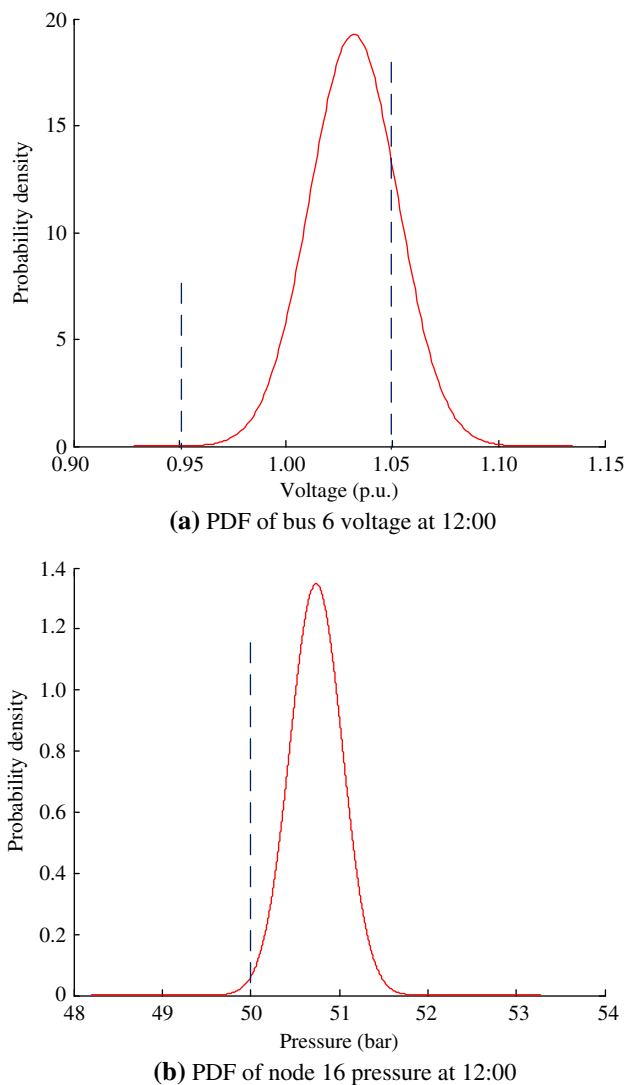 20
15
10
5
0
Probability density
0.90 0.95 1.00 1.05 1.10 1.15
Voltage (p.u.)
(a) PDF of bus 6 voltage at 12:00
1.4
1.2
1.0
0.8
0.6
0.4
0.2
0
Probability density
48 49 50 51 52 53 54
Pressure (bar)
(b) PDF of node 16 pressure at 12:00